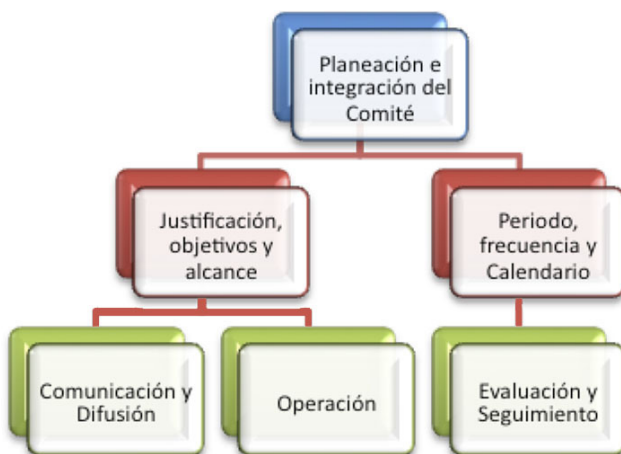 Planeación e
integración del
Comité
Justificación,
objetivos y
alcance
Periodo,
frecuencia y
Calendario
Comunicación y
Difusión
Operación
Evaluación y
Seguimiento